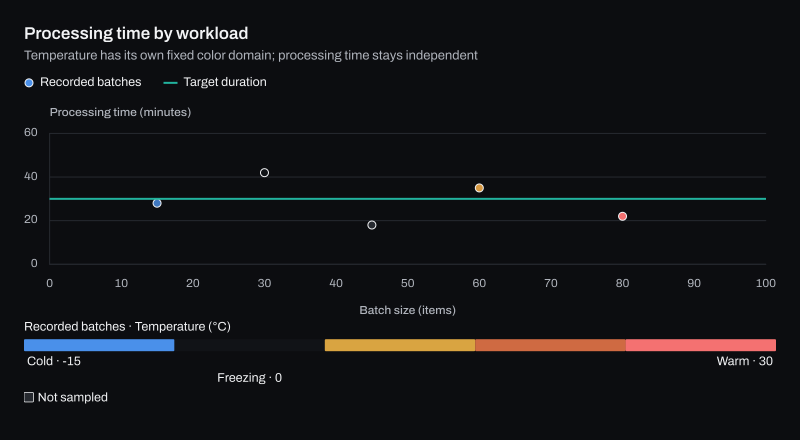 Processing time by workload
Temperature has its own fixed color domain; processing time stays independent
Recorded batches Target duration
Processing time (minutes)
60
40
20
0
0 10 20 30 40 50 60 70 80 90 100
Batch size (items)
Recorded batches · Temperature (°C)
Cold · -15 Warm · 30
Freezing · 0
Not sampled